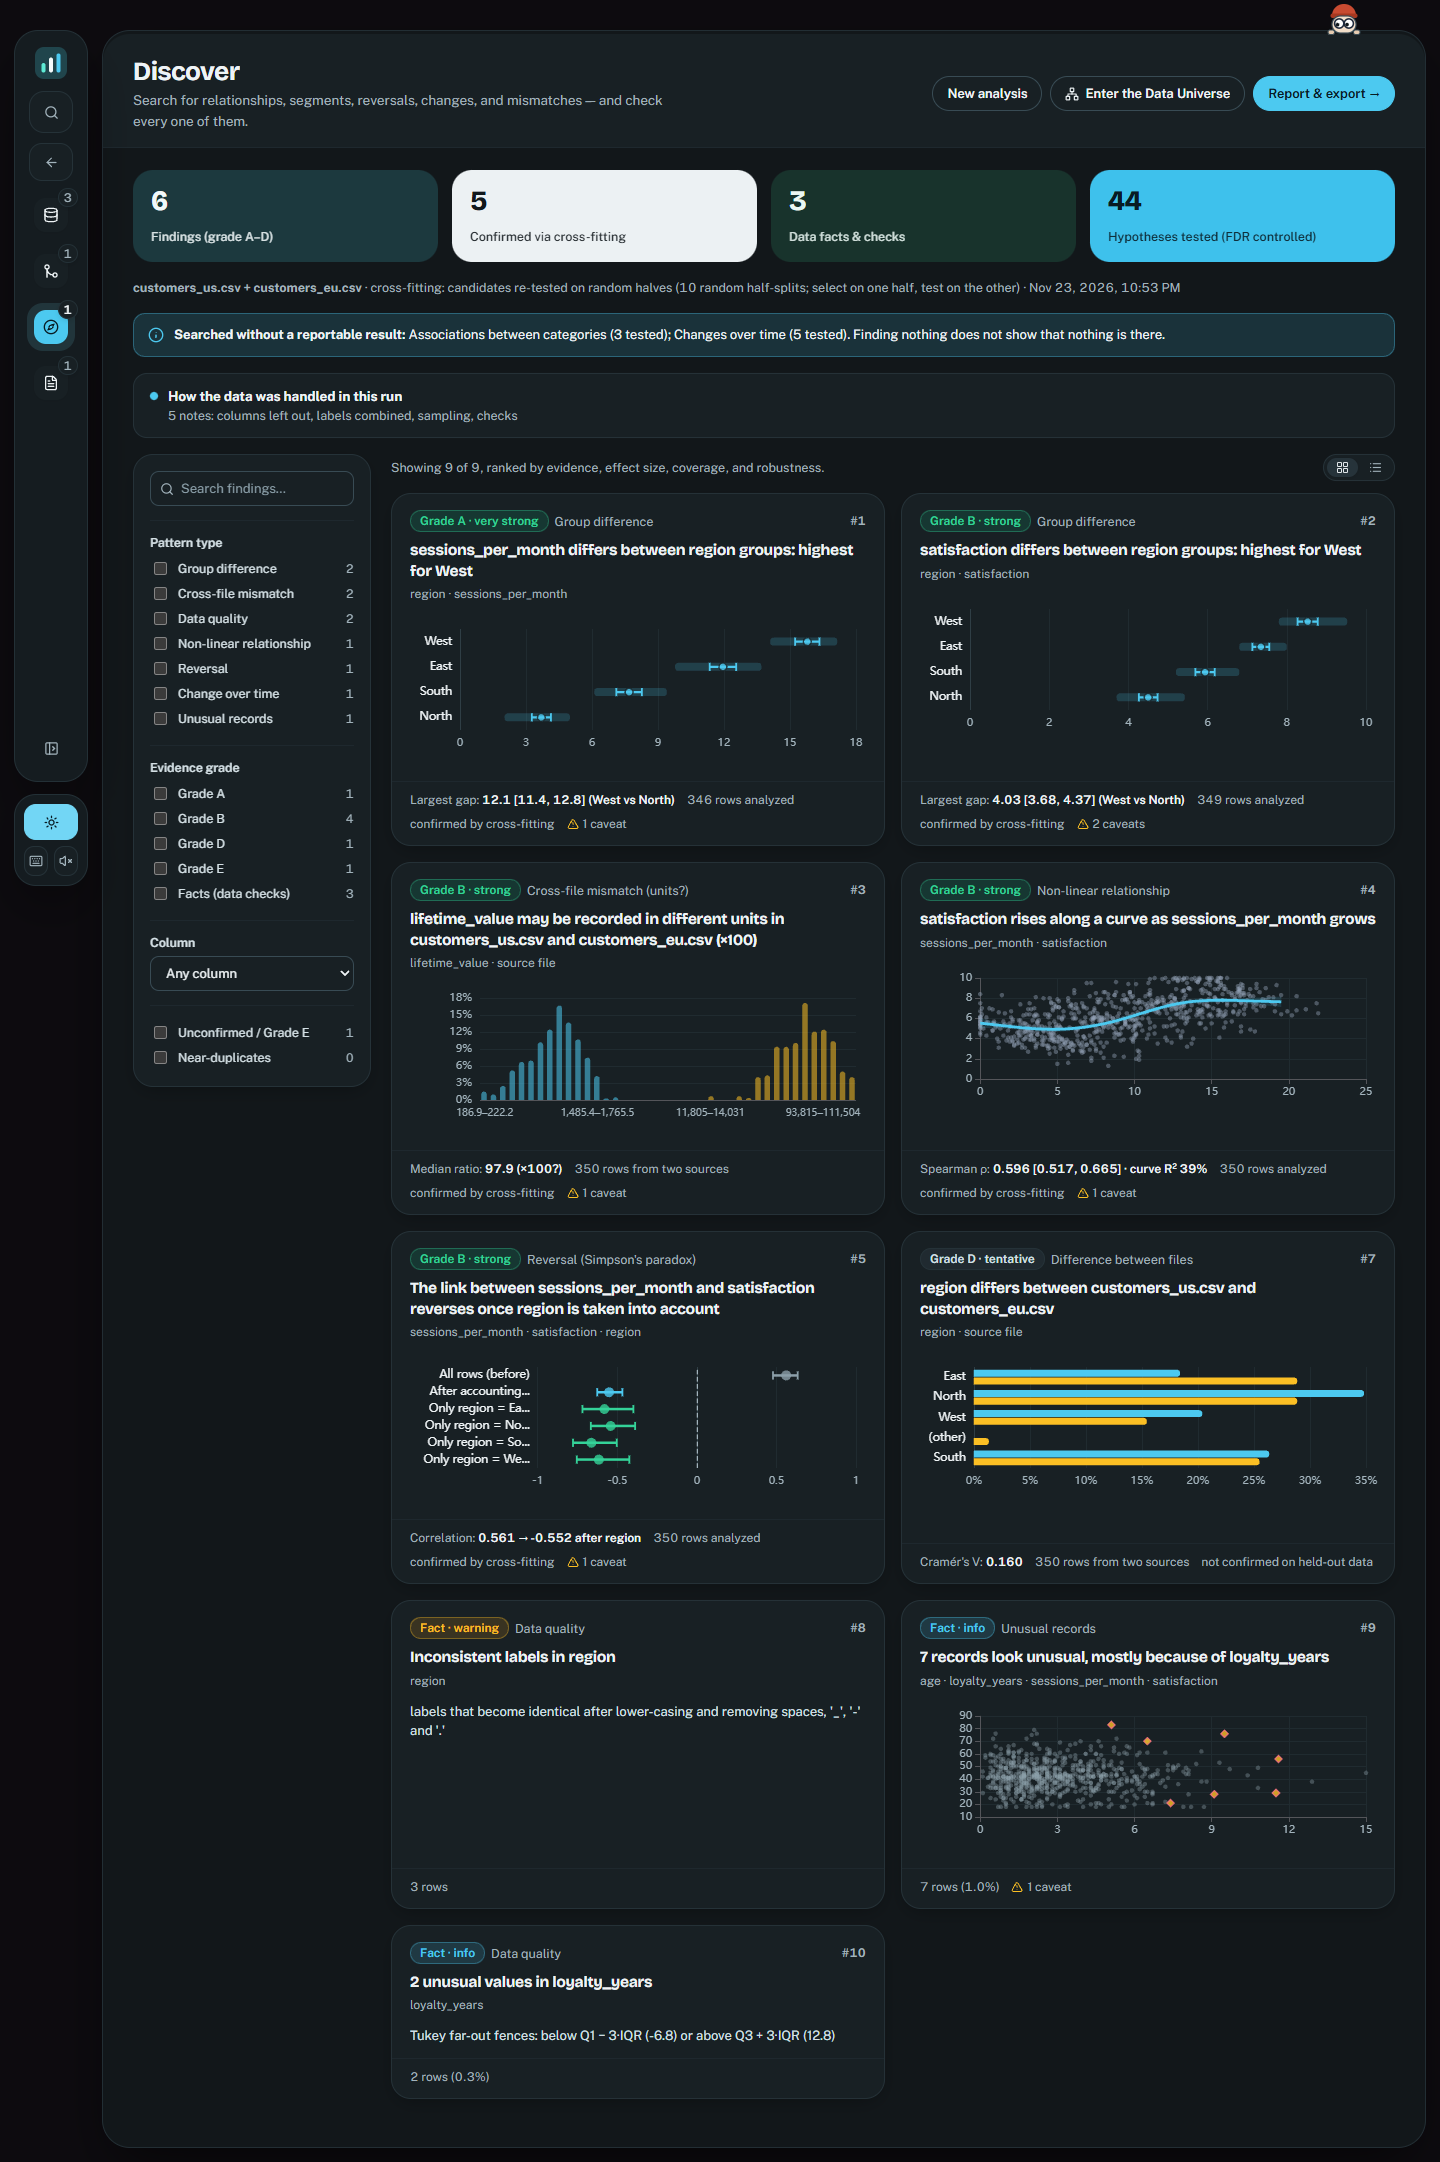 Discover
Search for relationships, segments, reversals, changes, and mismatches — and check
every one of them.
New analysis
Enter the Data Universe
Report & export →
3
1
1
1
6
Findings (grade A–D)
5
Confirmed via cross-fitting
3
Data facts & checks
44
Hypotheses tested (FDR controlled)
customers_us.csv + customers_eu.csv · cross-fitting: candidates re-tested on random halves (10 random half-splits; select on one half, test on the other) · Nov 23, 2026, 10:53 PM
Searched without a reportable result: Associations between categories (3 tested); Changes over time (5 tested). Finding nothing does not show that nothing is there.
How the data was handled in this run
5 notes: columns left out, labels combined, sampling, checks
Search findings...
Pattern type
Group difference 2
Cross-file mismatch 2
Data quality 2
Non-linear relationship 1
Reversal 1
Change over time 1
Unusual records 1
Evidence grade
Grade A 1
Grade B 4
Grade D 1
Grade E 1
Facts (data checks) 3
Column
Any column
Unconfirmed / Grade E 1
Near-duplicates 0
Showing 9 of 9, ranked by evidence, effect size, coverage, and robustness.
Grade A · very strong Group difference #1
sessions_per_month differs between region groups: highest
for West
region · sessions_per_month
West
East
South
North
0 3 6 9 12 15 18
Largest gap: 12.1 [11.4, 12.8] (West vs North) 346 rows analyzed
confirmed by cross-fitting 1 caveat
Grade B · strong Group difference #2
satisfaction differs between region groups: highest for West
region · satisfaction
West
East
South
North
0 2 4 6 8 10
Largest gap: 4.03 [3.68, 4.37] (West vs North) 349 rows analyzed
confirmed by cross-fitting 2 caveats
Grade B · strong Cross-file mismatch (units?) #3
lifetime_value may be recorded in different units in
customers_us.csv and customers_eu.csv (×100)
lifetime_value · source file
18%
15%
12%
9%
6%
3%
0%
186.9–222.2 1,485.4–1,765.5 11,805–14,031 93,815–111,504
Median ratio: 97.9 (×100?) 350 rows from two sources
confirmed by cross-fitting 1 caveat
Grade B · strong Non-linear relationship #4
satisfaction rises along a curve as sessions_per_month grows
sessions_per_month · satisfaction
10
8
6
4
2
0
0 5 10 15 20 25
Spearman ρ: 0.596 [0.517, 0.665] · curve R² 39% 350 rows analyzed
confirmed by cross-fitting 1 caveat
Grade B · strong Reversal (Simpson's paradox) #5
The link between sessions_per_month and satisfaction
reverses once region is taken into account
sessions_per_month · satisfaction · region
All rows (before)
After accounting...
Only region = Ea...
Only region = No...
Only region = So...
Only region = We...
-1 -0.5 0 0.5 1
Correlation: 0.561 → -0.552 after region 350 rows analyzed
confirmed by cross-fitting 1 caveat
Grade D · tentative Difference between files #7
region differs between customers_us.csv and
customers_eu.csv
region · source file
East
North
West
(other)
South
0% 5% 10% 15% 20% 25% 30% 35%
Cramér's V: 0.160 350 rows from two sources not confirmed on held-out data
Fact · warning Data quality #8
Inconsistent labels in region
region
labels that become identical after lower-casing and removing spaces, '_', '-'
and '.'
3 rows
Fact · info Unusual records #9
7 records look unusual, mostly because of loyalty_years
age · loyalty_years · sessions_per_month · satisfaction
90
80
70
60
50
40
30
20
10
0 3 6 9 12 15
7 rows (1.0%) 1 caveat
Fact · info Data quality #10
2 unusual values in loyalty_years
loyalty_years
Tukey far-out fences: below Q1 − 3·IQR (-6.8) or above Q3 + 3·IQR (12.8)
2 rows (0.3%)